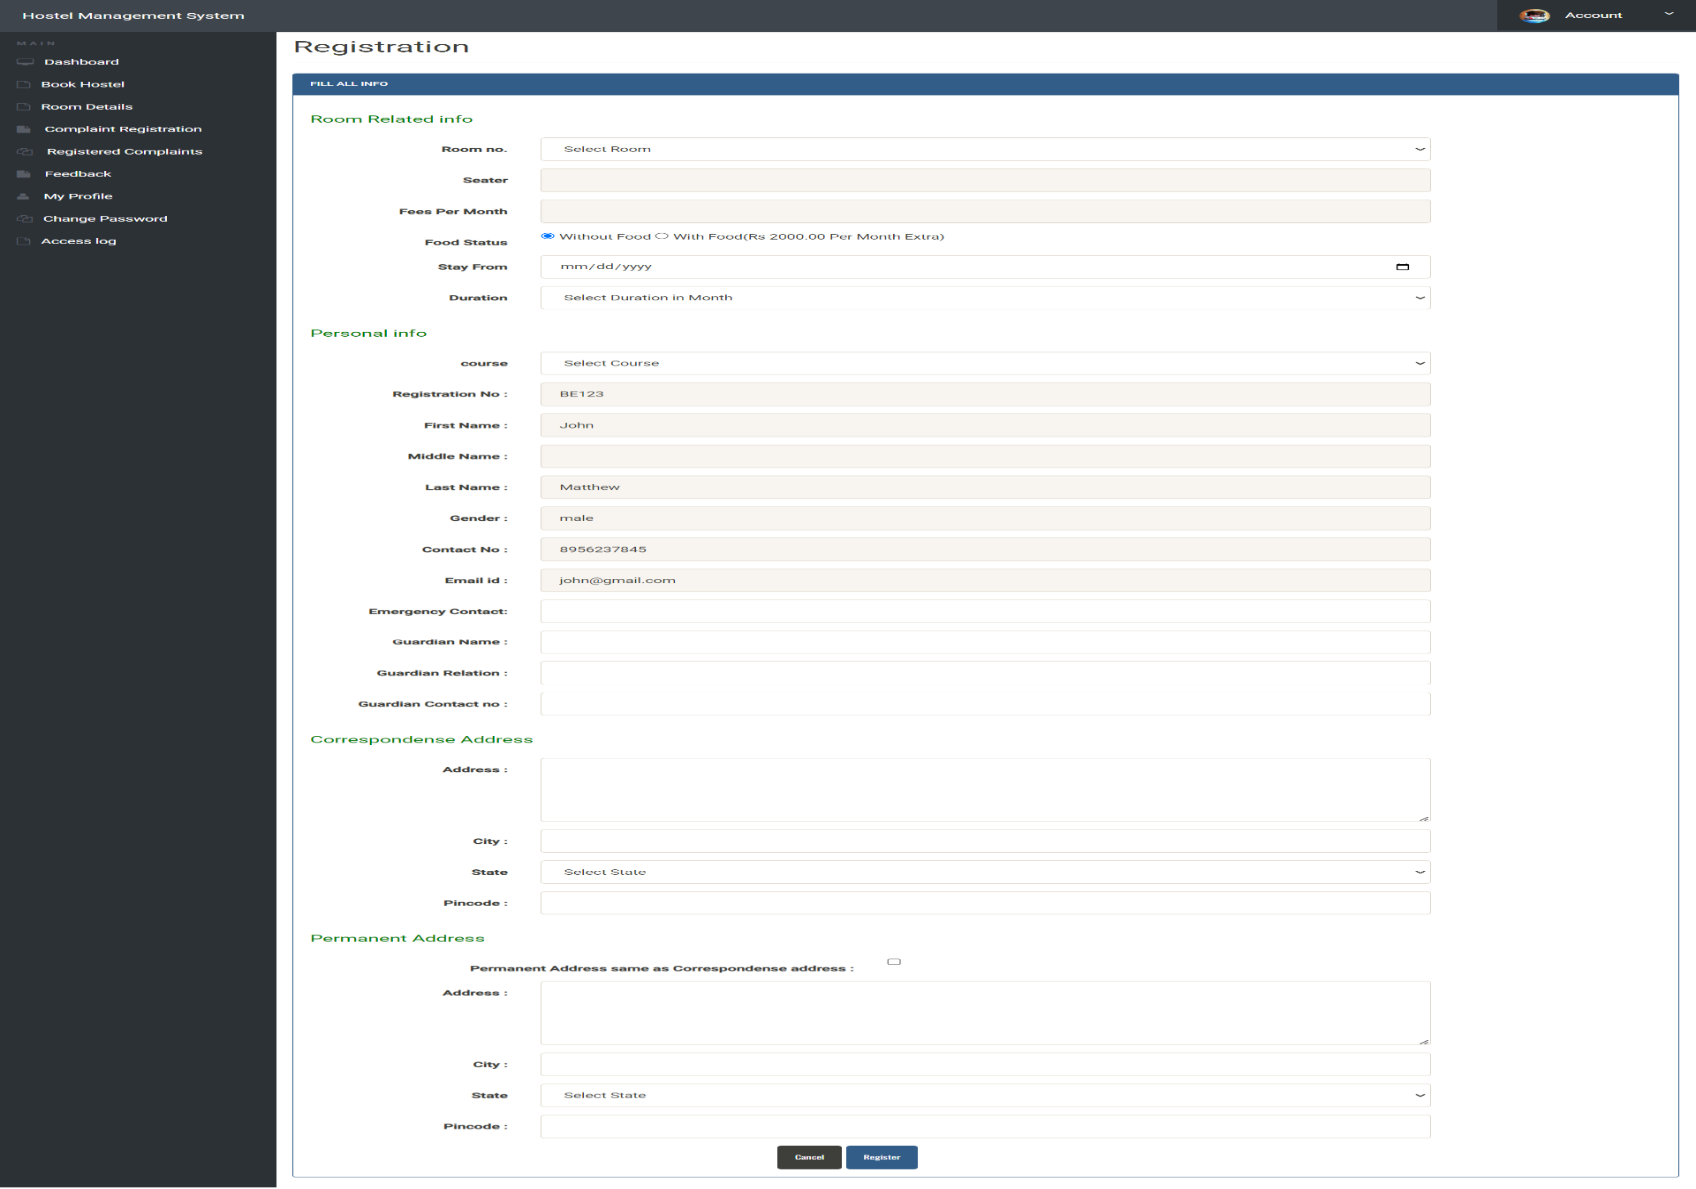 Hostel Management System
Account
MAIN
Dashboard
Book Hostel
Room Details
Complaint Registration
Registered Complaints
Feedback
My Profile
Change Password
Access log
Registration
FILL ALL INFO
Room Related info
Room no. Select Room
Seater
Fees Per Month
Food Status Without Food With Food(Rs 2000.00 Per Month Extra)
Stay From mm/dd/yyyy
Duration Select Duration in Month
Personal info
course Select Course
Registration No : BE123
First Name : John
Middle Name :
Last Name : Matthew
Gender : male
Contact No : 8956237845
Email id : john@gmail.com
Emergency Contact:
Guardian Name :
Guardian Relation :
Guardian Contact no :
Correspondense Address
Address :
City :
State Select State
Pincode :
Permanent Address
Permanent Address same as Correspondense address :
Address :
City :
State Select State
Pincode :
Cancel Register